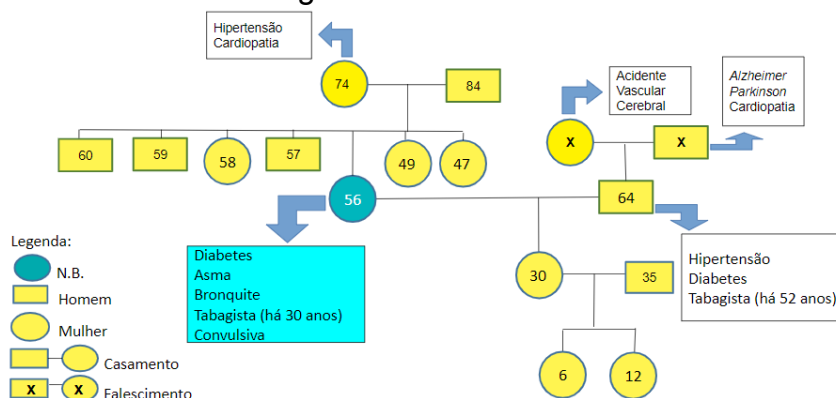 Hipertensão
Cardiopatia
74
84
Acidente
Vascular
Cerebral
Alzheimer
Parkinson
Cardiopatia
X
X
60
59
58
57
49
47
56
64
Diabetes
Asma
Bronquite
Tabagista (há 30 anos)
Convulsiva
30
35
Hipertensão
Diabetes
Tabagista (há 52 anos)
6
12
Legenda:
N.B.
Homem
Mulher
Casamento
X X Falescimento